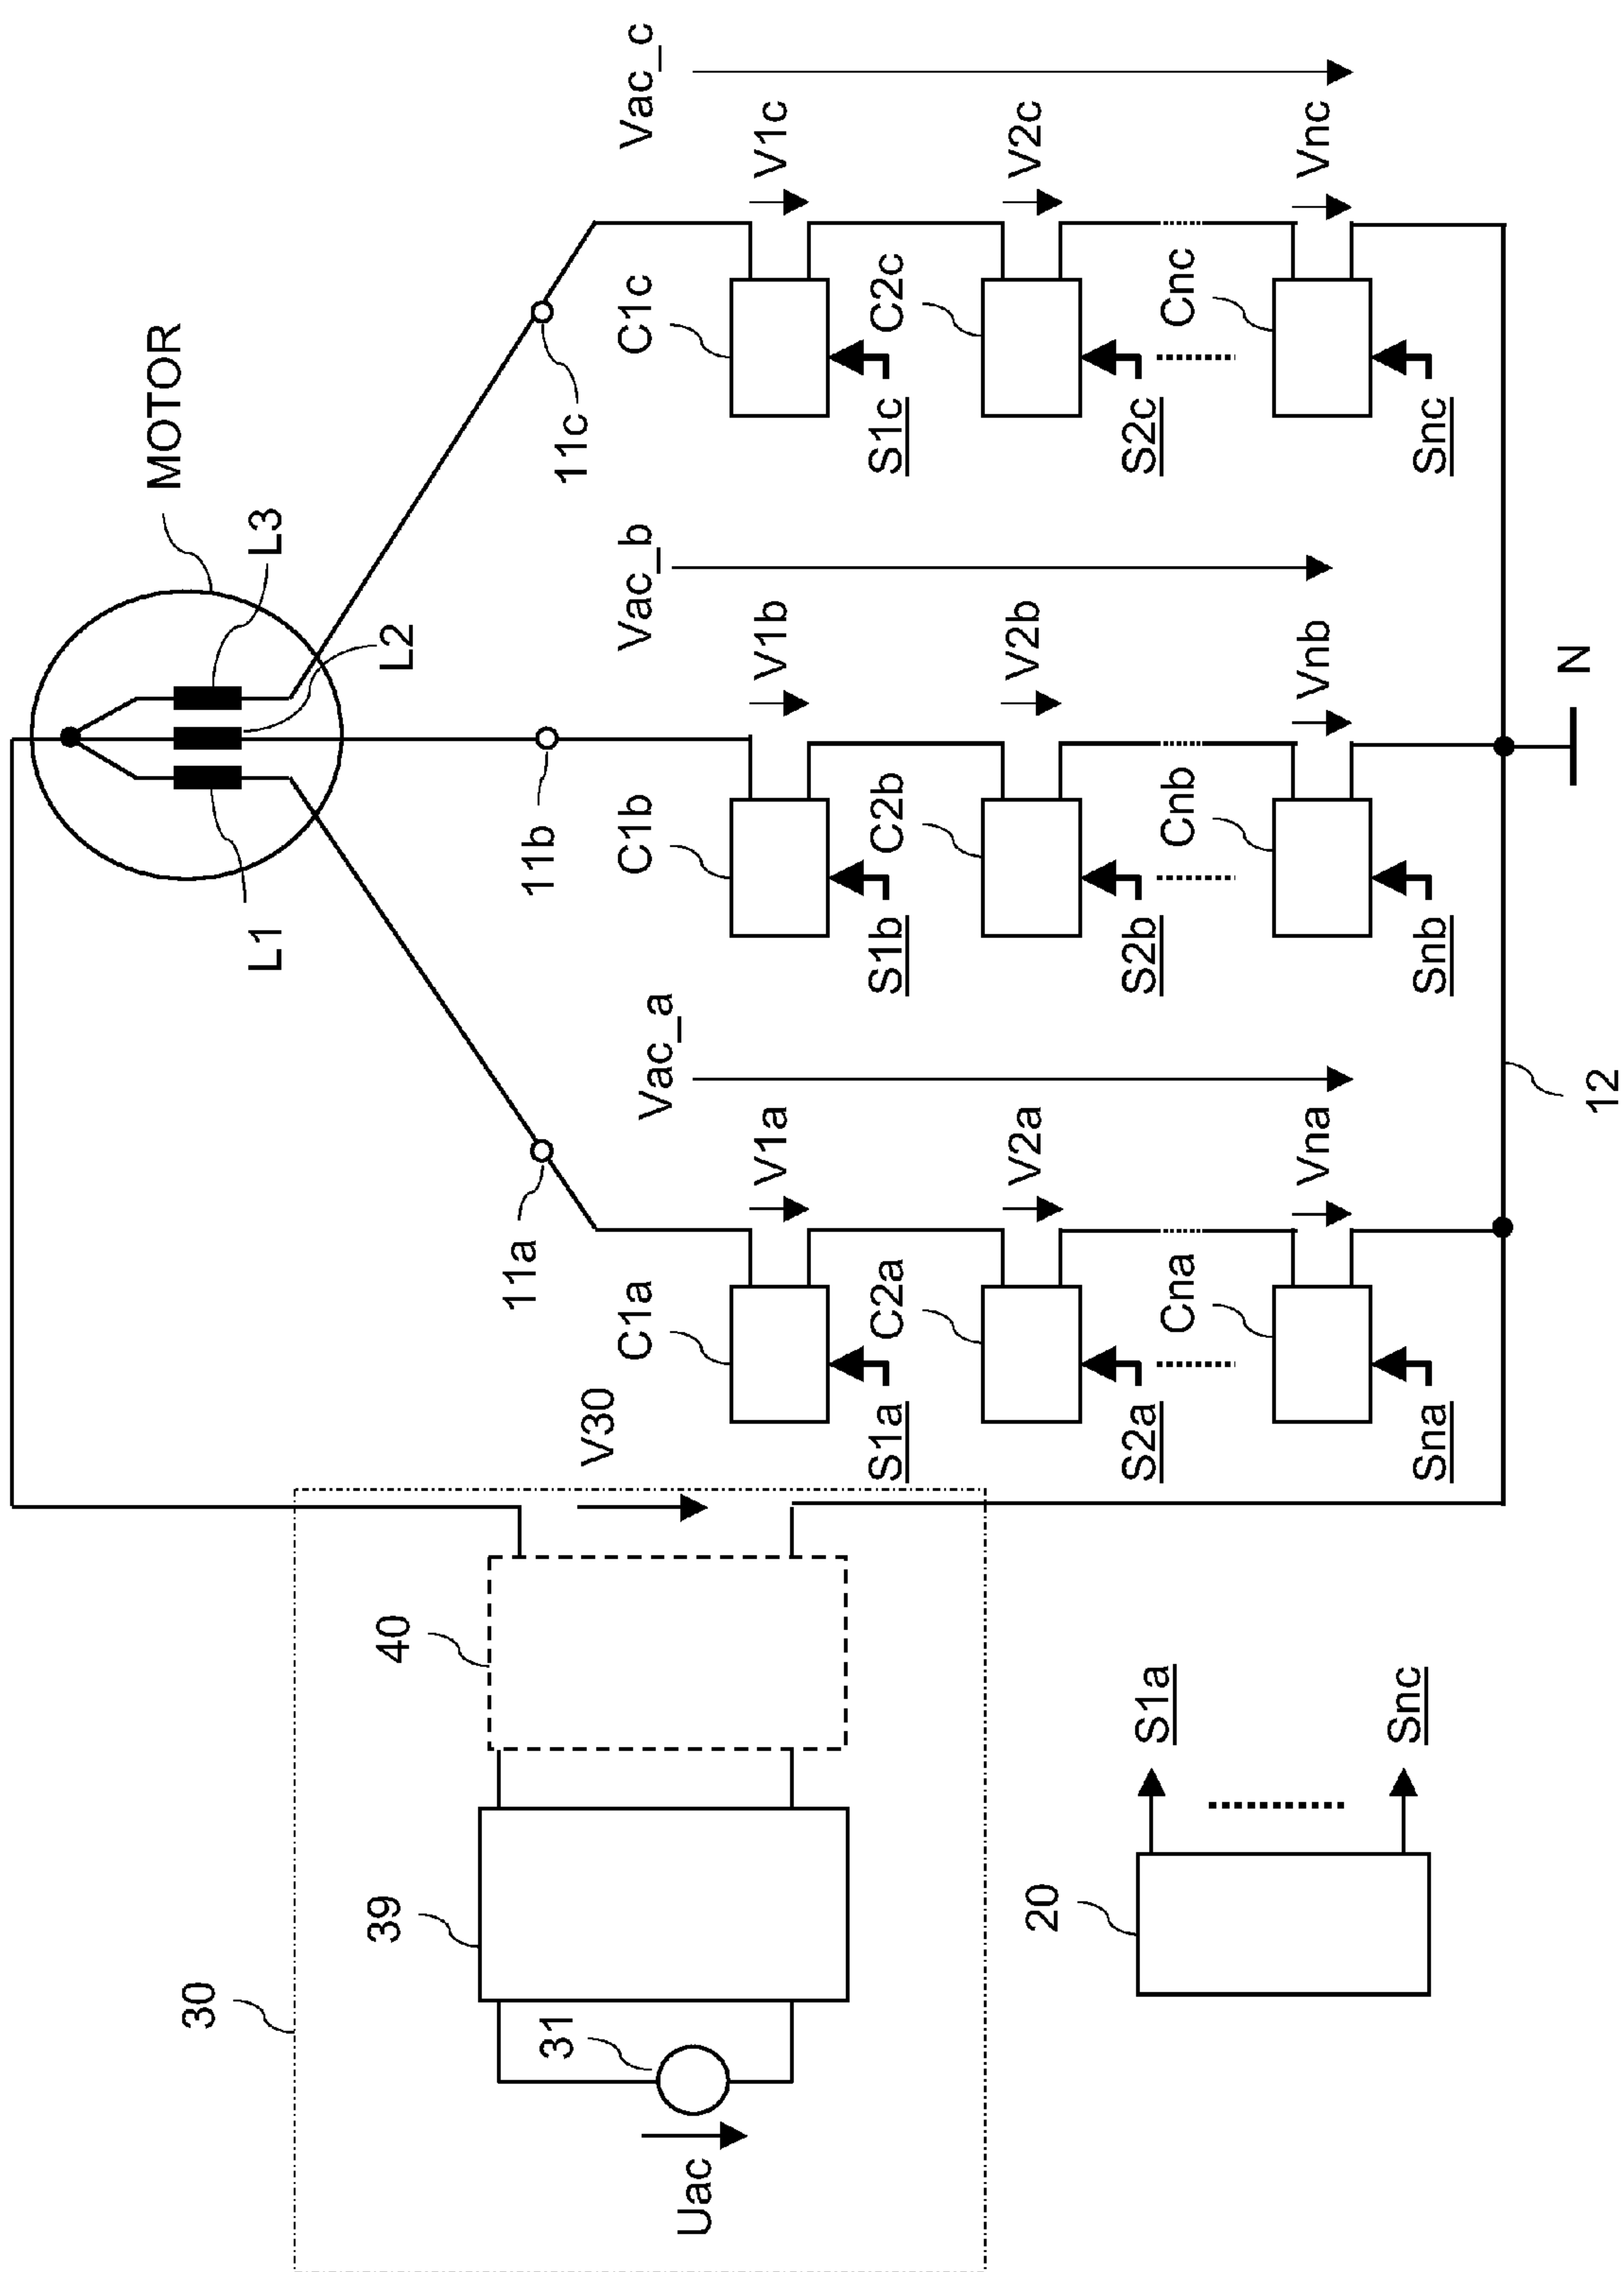 MOTOR
L3
L2
L1
11c
11b
11a
Vac_c
Vac_b
Vac_a
V30
C1a
V1a
C1b
V1b
C1c
V1c
S1a
S1b
S1c
C2a
V2a
C2b
V2b
C2c
V2c
S2a
S2b
S2c
Cna
Vna
Cnb
Vnb
Cnc
Vnc
Sna
Snb
Snc
N
12
30
39
40
31
Uac
20
S1a
Snc